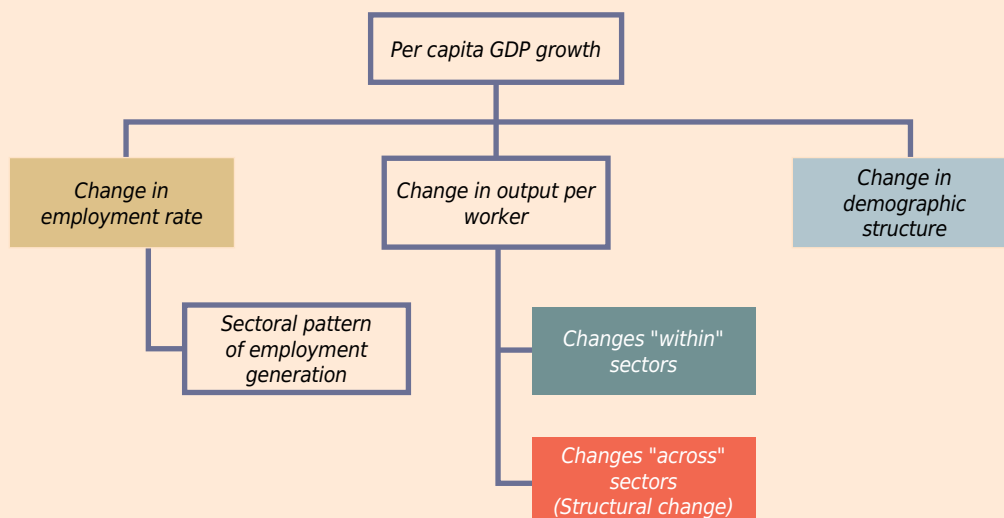 Per capita GDP growth
Change in
employment rate
Change in output per
worker
Change in
demographic
structure
Sectoral pattern
of employment
generation
Changes "within"
sectors
Changes "across"
sectors
(Structural change)